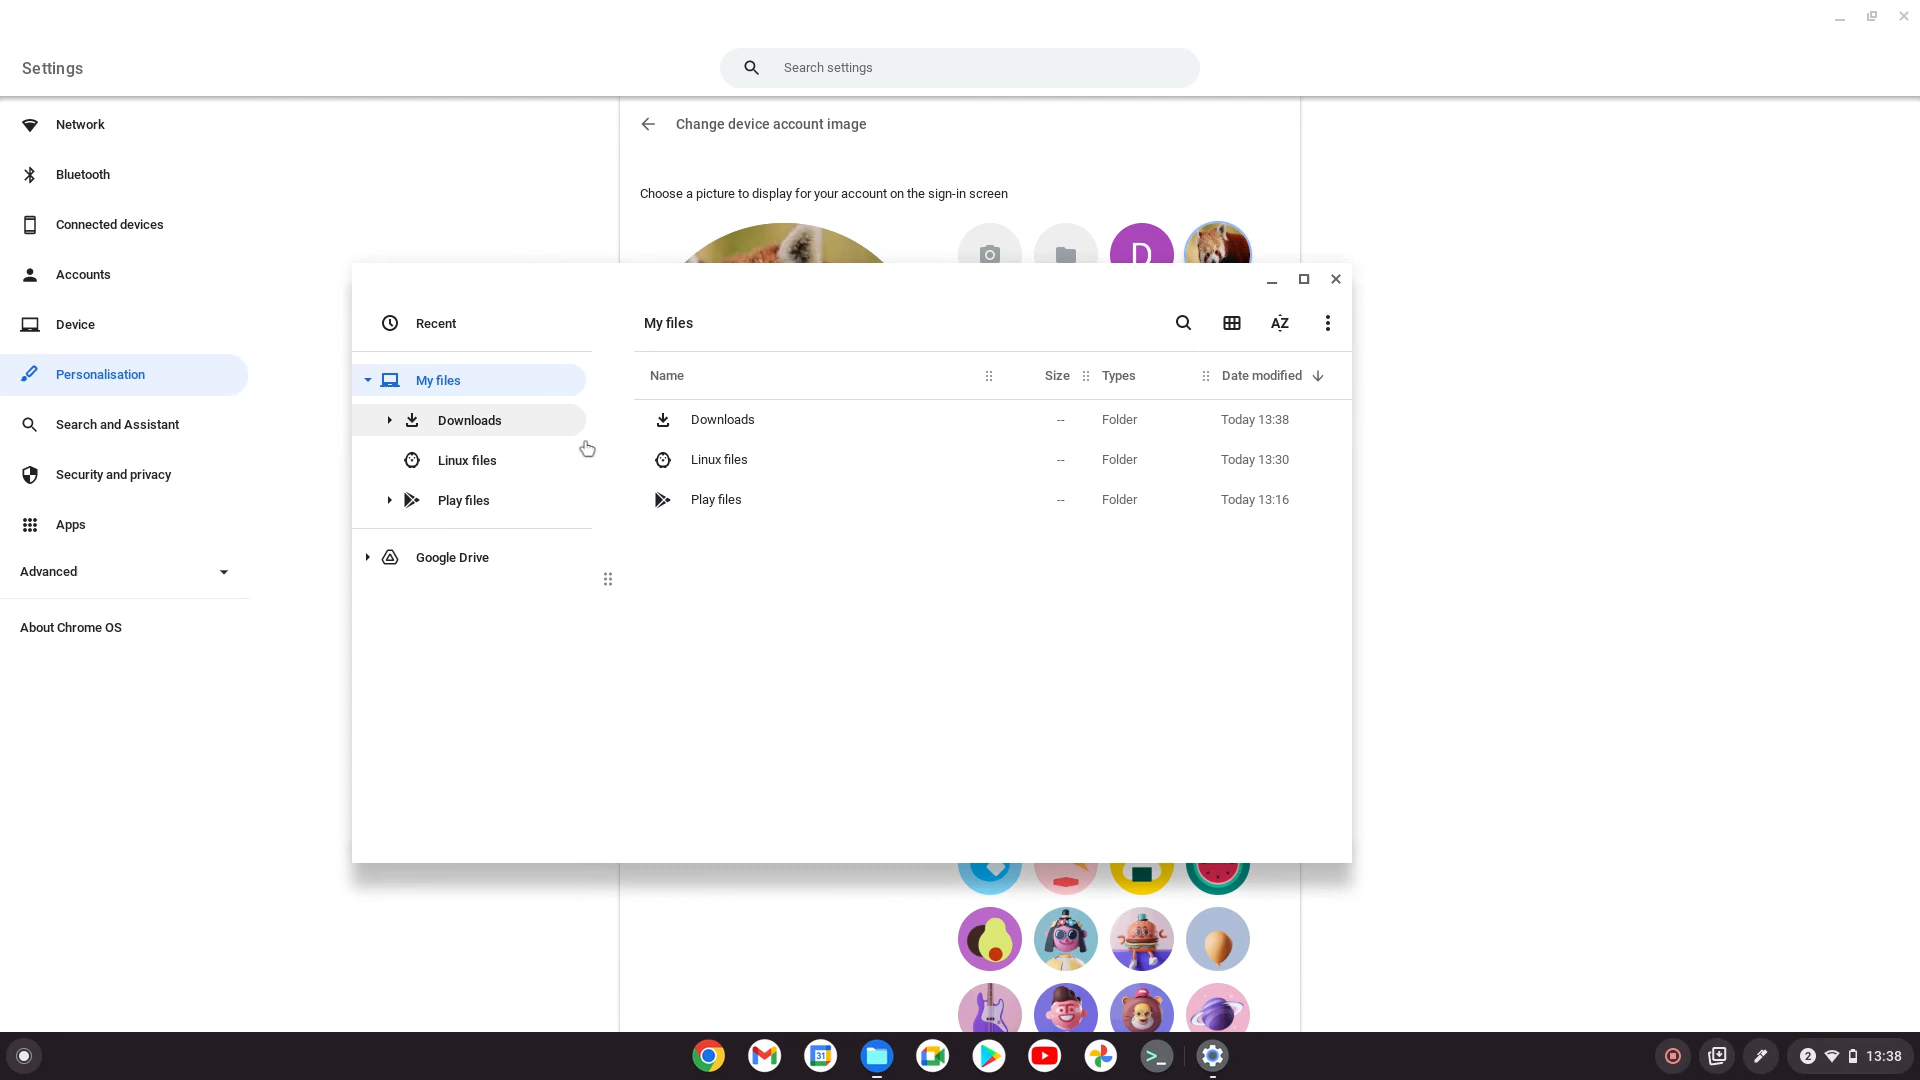 Settings
Search settings
Network
Bluetooth
Connected devices
Accounts
Device
Personalisation
Search and Assistant
Security and privacy
Apps
Advanced
About Chrome OS
Change device account image
Choose a picture to display for your account on the sign-in screen
D
Recent
My files
Downloads
Linux files
Play files
Google Drive
My files
AZ
Name Size Types Date modified
Downloads -- Folder Today 13:38
Linux files -- Folder Today 13:30
Play files -- Folder Today 13:16
31
>_
2 13:38